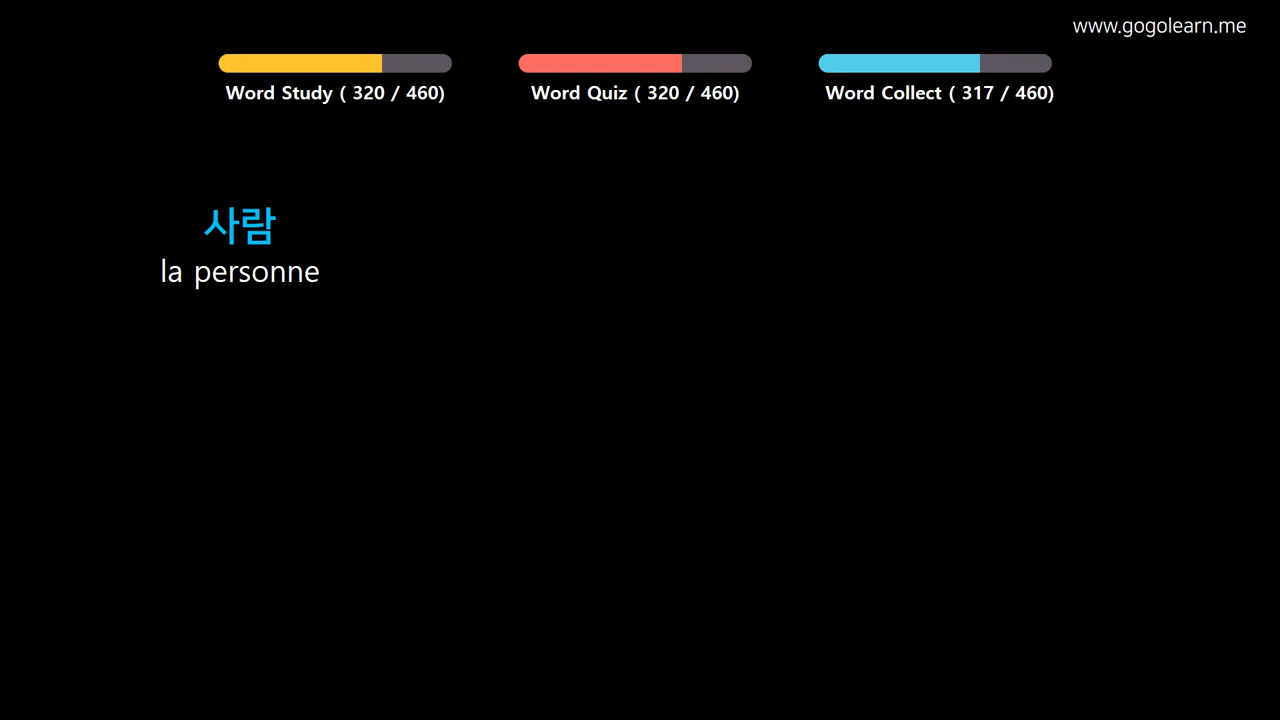 www.gogolearn.me
Word Study ( 320 / 460)
Word Quiz ( 320 / 460)
Word Collect ( 317 / 460)
사람
la personne